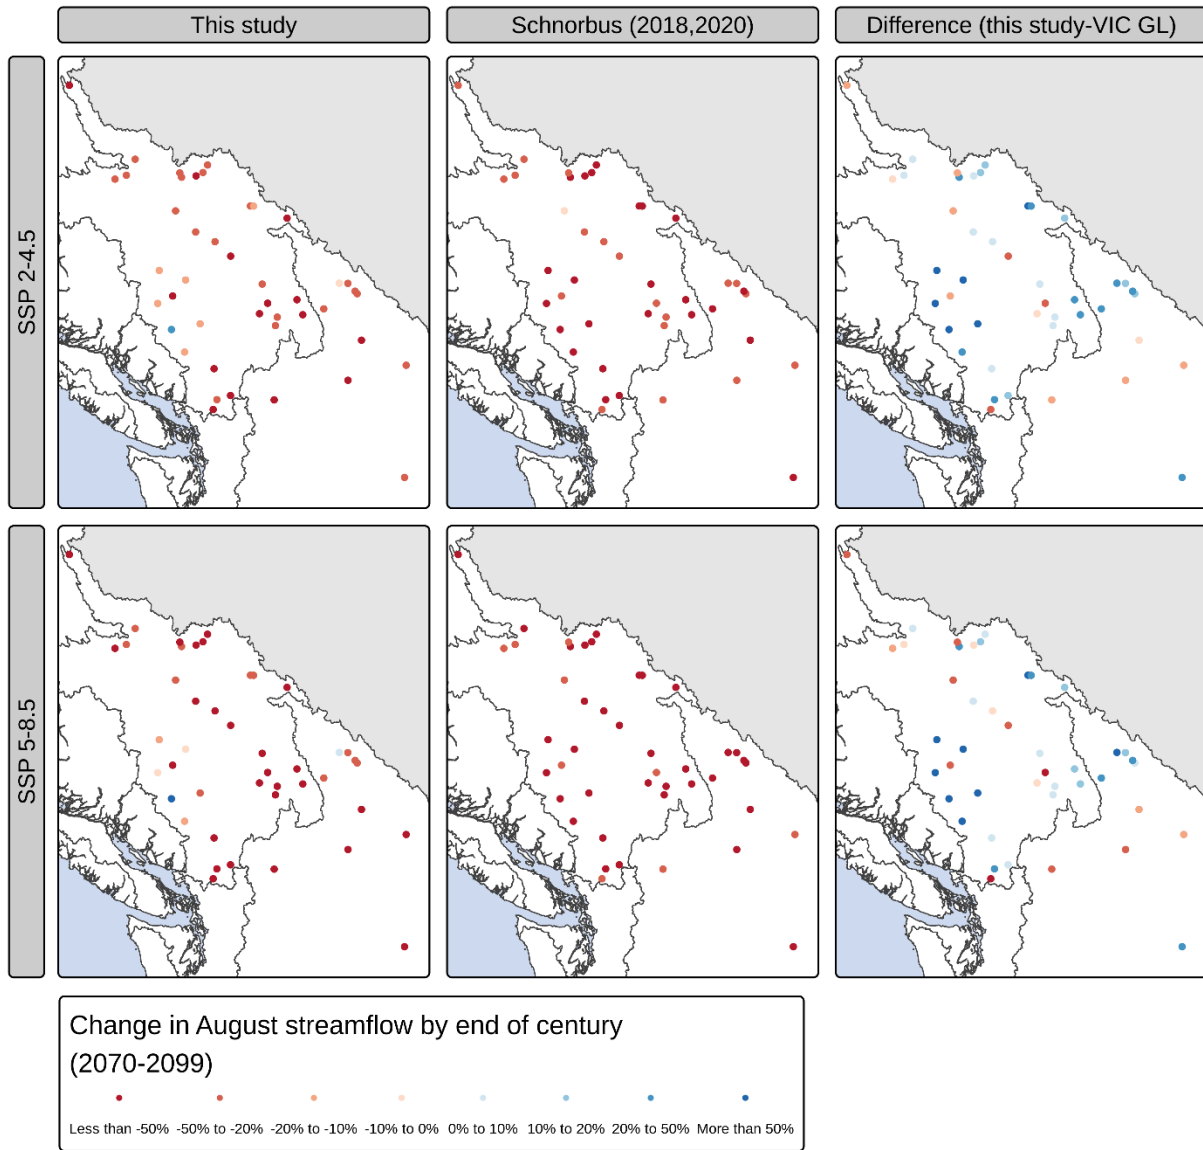 This study
Schnorbus (2018,2020)
Difference (this study-VIC GL)
SSP 2-4.5
SSP 5-8.5
Change in August streamflow by end of century
(2070-2099)
Less than -50% -50% to -20% -20% to -10% -10% to 0% 0% to 10% 10% to 20% 20% to 50% More than 50%